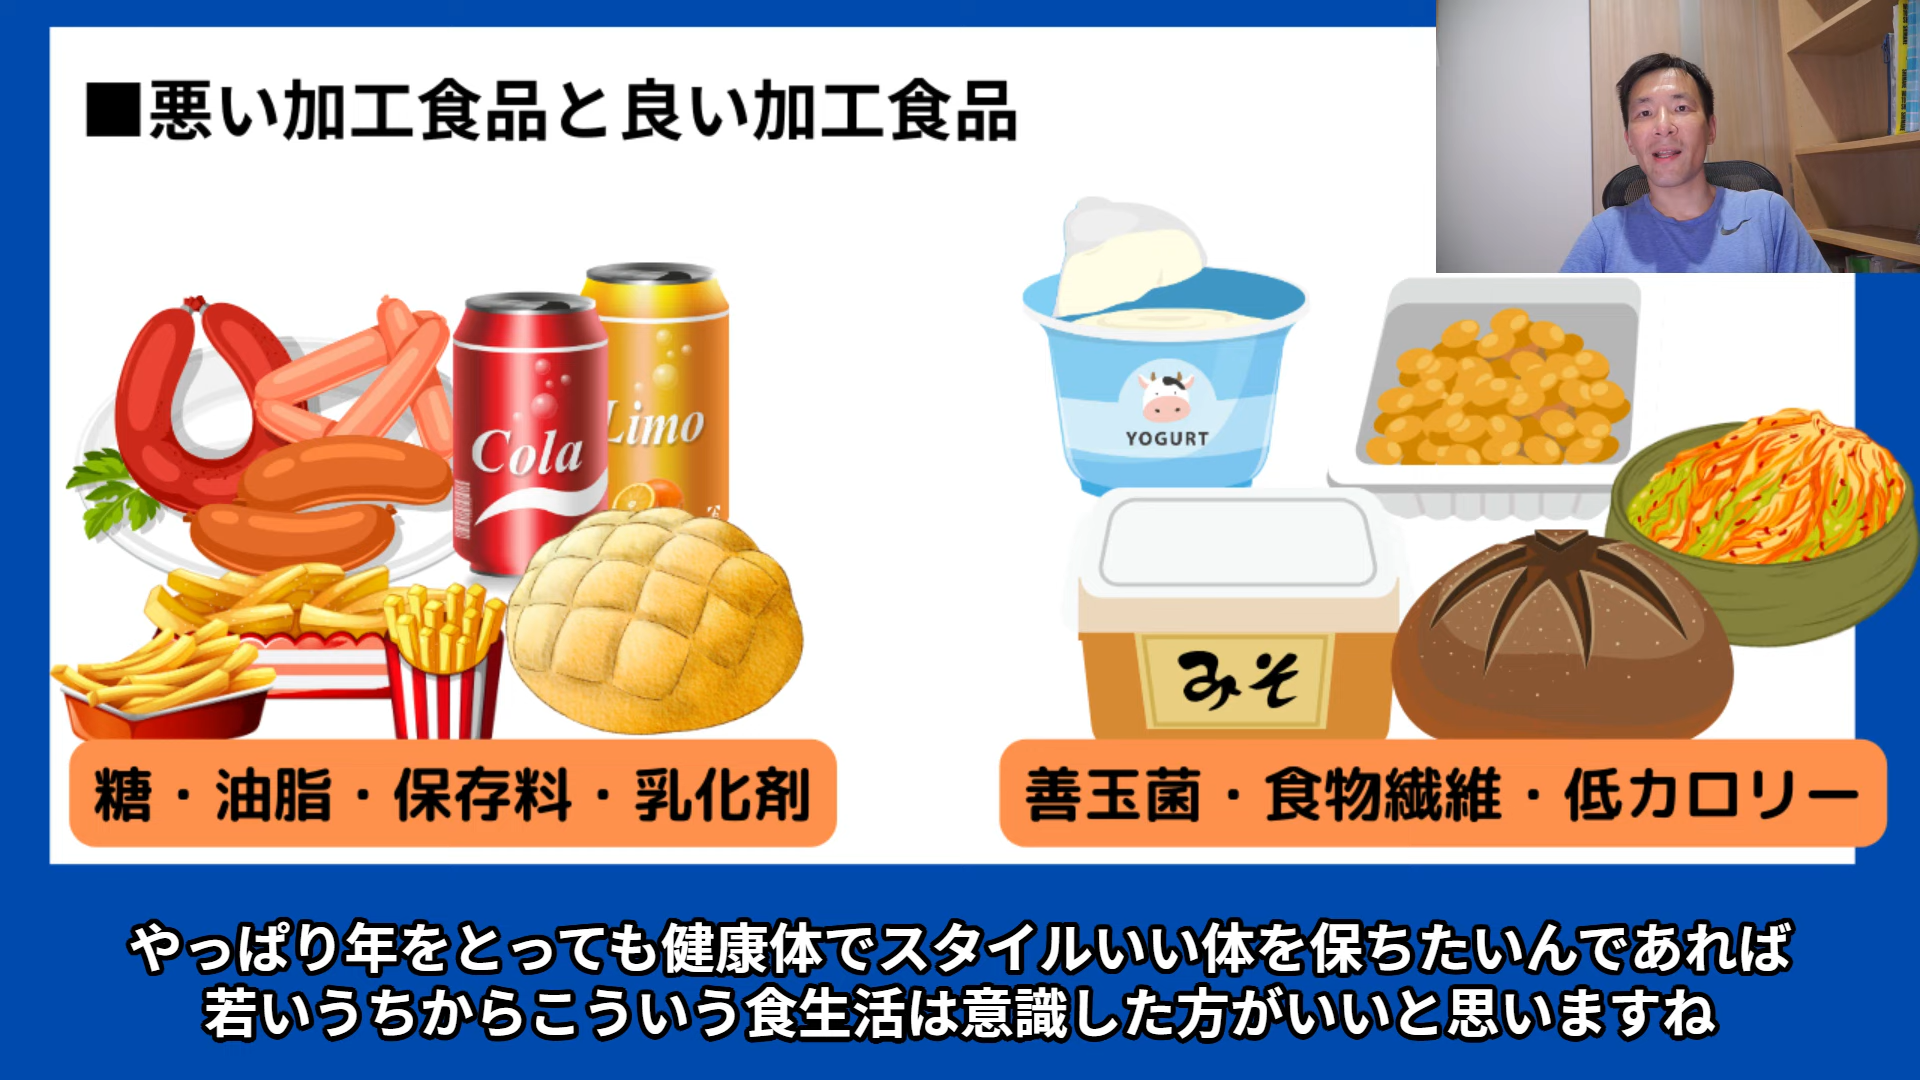 ■悪い加工食品と良い加工食品
Cola
Limo
YOGURT
みそ
糖・油脂・保存料・乳化剤
善玉菌・食物繊維・低カロリー
やっぱり年をとっても健康体でスタイルいい体を保ちたいんであれば
若いうちからこういう食生活は意識した方がいいと思いますね